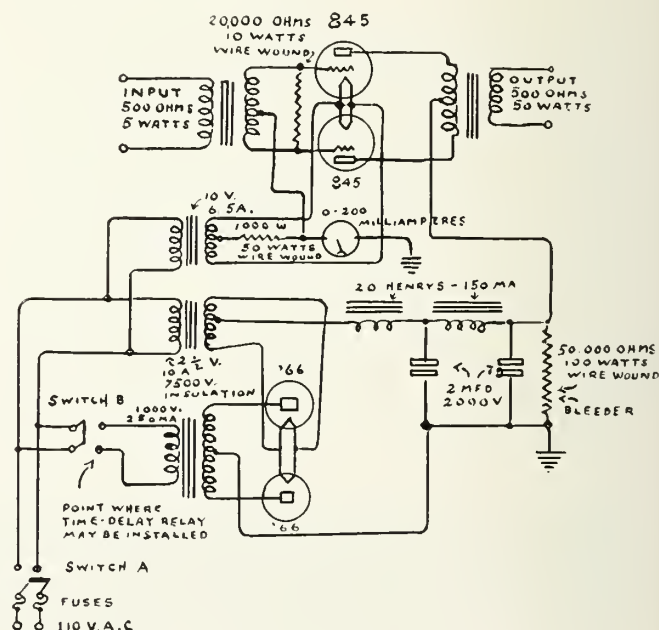 20,000 OHMS
10 WATTS
WIRE WOUND
845
INPUT
500 OHMS
5 WATTS
OUTPUT
500 OHMS
50 WATTS
845
10 V.
6.5A.
1000 W
50 WATTS
WIRE WOUND
0-200
MILLIAMPERES
20 HENRYS - 150 MA
2 1/2 V.
10 A
7500 V.
INSULATION
'66
2 MFD
2000 V
50,000 OHMS
100 WATTS
WIRE WOUND
BLEEDER
SWITCH B
1000 V.
250 MA
'66
POINT WHERE
TIME-DELAY RELAY
MAY BE INSTALLED
SWITCH A
FUSES
110 V. A.C